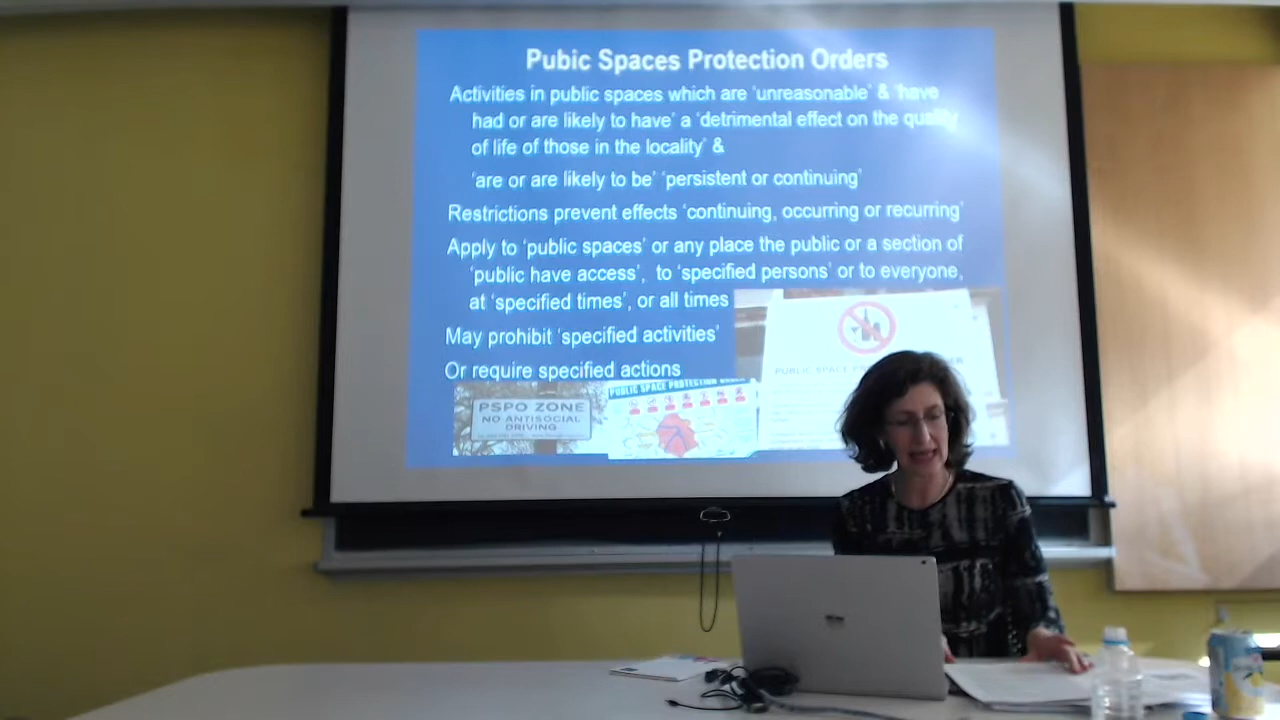 Pubic Spaces Protection Orders
Activities in public spaces which are 'unreasonable' & 'have
had or are likely to have' a 'detrimental effect on the quality
of life of those in the locality' &
'are or are likely to be' 'persistent or continuing'
Restrictions prevent effects 'continuing, occurring or recurring'
Apply to 'public spaces' or any place the public or a section of
'public have access', to 'specified persons' or to everyone,
at 'specified times', or all times
May prohibit 'specified activities'
Or require specified actions
PUBLIC SPACE
PUBLIC SPACE PROTECTION
PSPO ZONE
NO ANTISOCIAL
DRIVING